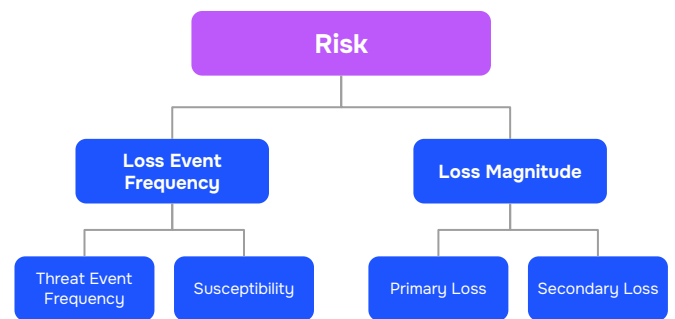 Risk
Loss Event
Frequency
Loss Magnitude
Threat Event
Frequency
Susceptibility
Primary Loss
Secondary Loss